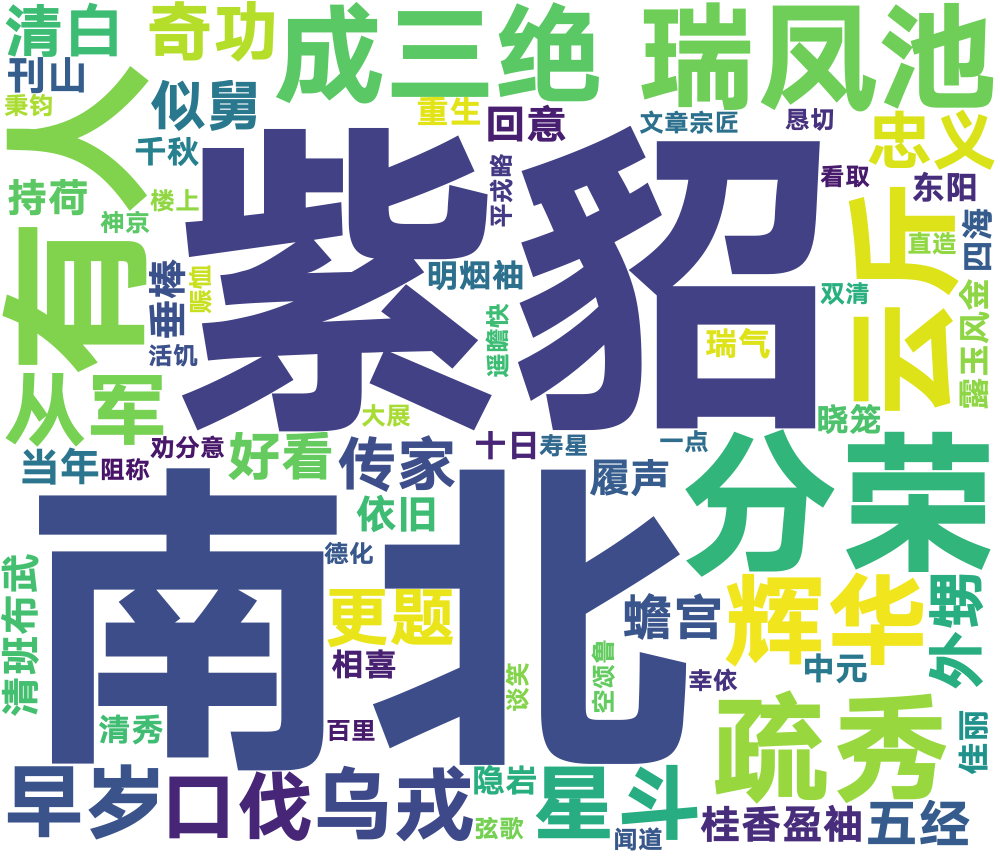 清白
奇功
成三绝
瑞凤池
刊山
秉钧
似舅
重生
回意
文章宗匠
恳切
忠义
人
千秋
紫貂
平戎略
看取
东阳
持荷
楼上
神京
云斤
直造
四海
有
垂棒
赈恤
明烟袖
双清
露玉风金
活饥
遥瞻快
瑞气
军
大展
晓笼
当年
阻称
劝分意
好看
传家
十日
寿星
一点
分荣
履声
依旧
南北
德化
清班布武
更题
蟾宫
辉华
外甥
相喜
空颂鲁
中元
谈笑
幸依
清秀
百里
疏秀
佳丽
早岁
口伐
乌戎
隐岩
星斗
弦歌
闻道
桂香盈袖
五经